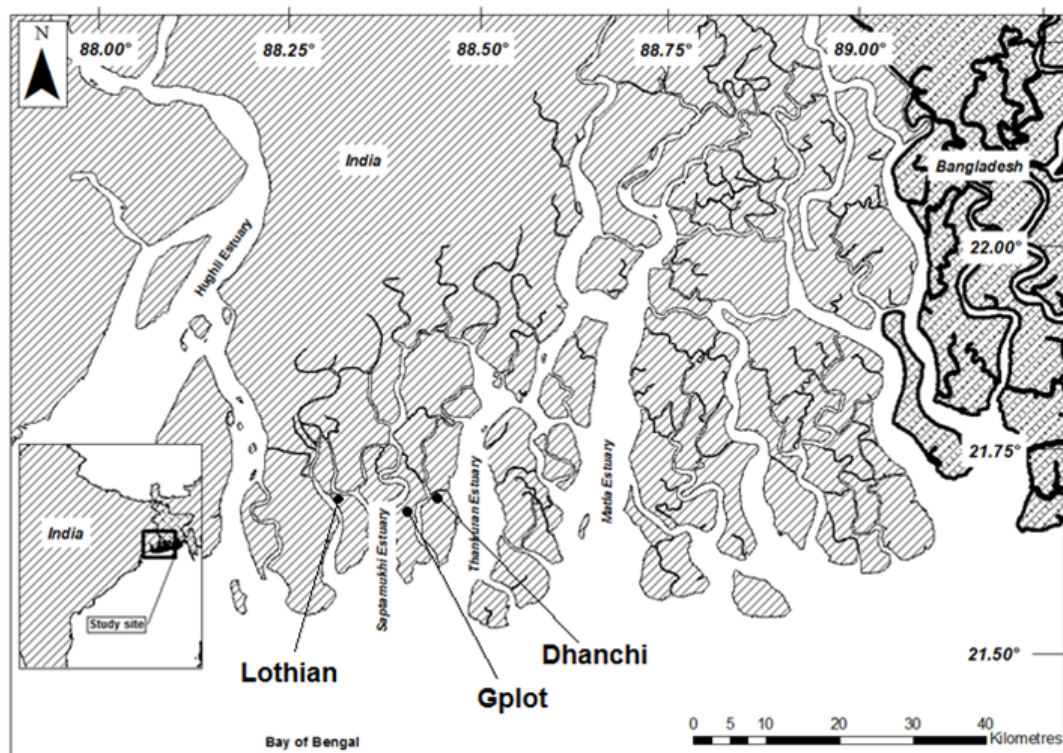 N
88.00°
88.25°
88.50°
88.75°
89.00°
India
Bangladesh
22.00°
Hughli Estuary
21.75°
Matla Estuary
Thankuran Estuary
Saptamukhi Estuary
India
Study site
Lothian
Dhanchi
Gplot
21.50°
Bay of Bengal
0 5 10 20 30 40
Kilometres